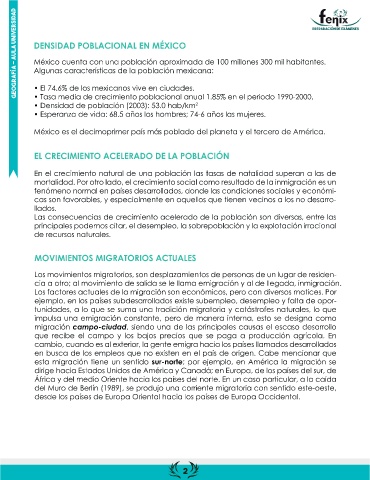 GEOGRAFÍA - AULA UNIVERSIDAD
fenix
PREPARACIÓN DE EXÁMENES
DENSIDAD POBLACIONAL EN MÉXICO
México cuenta con una población aproximada de 100 millones 300 mil habitantes.
Algunas características de la población mexicana:
• El 74.6% de los mexicanos vive en ciudades.
• Tasa media de crecimiento poblacional anual 1.85% en el periodo 1990-2000.
• Densidad de población (2003): 53.0 hab/km²
• Esperanza de vida: 68.5 años los hombres; 74-6 años las mujeres.
México es el decimoprimer país más poblado del planeta y el tercero de América.
EL CRECIMIENTO ACELERADO DE LA POBLACIÓN
En el crecimiento natural de una población las tasas de natalidad superan a las de
mortalidad. Por otro lado, el crecimiento social como resultado de la inmigración es un
fenómeno normal en países desarrollados, donde las condiciones sociales y económi-
cas son favorables, y especialmente en aquellos que tienen vecinos a los no desarro-
llados.
Las consecuencias de crecimiento acelerado de la población son diversas, entre las
principales podemos citar, el desempleo, la sobrepoblación y la explotación irracional
de recursos naturales.
MOVIMIENTOS MIGRATORIOS ACTUALES
Los movimientos migratorios, son desplazamientos de personas de un lugar de residen-
cia a otro; al movimiento de salida se le llama emigración y al de llegada, inmigración.
Los factores actuales de la migración son económicos, pero con diversos matices. Por
ejemplo, en los países subdesarrollados existe subempleo, desempleo y falta de opor-
tunidades, a lo que se suma una tradición migratoria y catástrofes naturales, lo que
impulsa una emigración constante, pero de manera interna, esto se designa como
migración campo-ciudad, siendo una de las principales causas el escaso desarrollo
que recibe el campo y los bajos precios que se paga a producción agrícola. En
cambio, cuando es al exterior, la gente emigra hacia los países llamados desarrollados
en busca de los empleos que no existen en el país de origen. Cabe mencionar que
esta migración tiene un sentido sur-norte; por ejemplo, en América la migración se
dirige hacia Estados Unidos de América y Canadá; en Europa, de los países del sur, de
África y del medio Oriente hacia los países del norte. En un caso particular, a la caída
del Muro de Berlín (1989), se produjo una corriente migratoria con sentido este-oeste,
desde los países de Europa Oriental hacia los países de Europa Occidental.
2